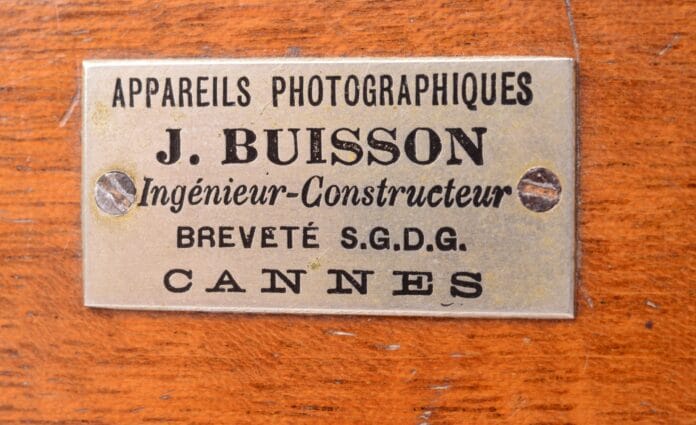 APPAREILS PHOTOGRAPHIQUES
J. BUISSON
Ingénieur-Constructeur
BREVETÉ S.G.D.G.
CANNES